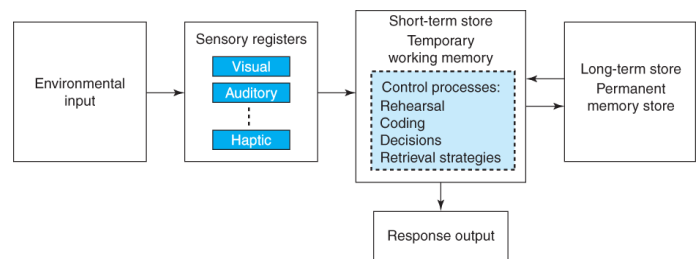 Environmental
input
Sensory registers
Visual
Auditory
Haptic
Short-term store
Temporary
working memory
Control processes:
Rehearsal
Coding
Decisions
Retrieval strategies
Long-term store
Permanent
memory store
Response output